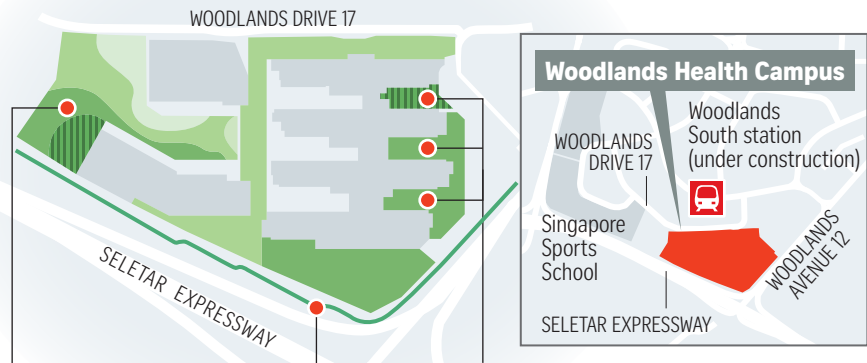 WOODLANDS DRIVE 17
SELETAR EXPRESSWAY
Woodlands Health Campus
Woodlands
South station
(under construction)
WOODLANDS
DRIVE 17
Singapore
Sports
School
WOODLANDS
AVENUE 12
SELETAR EXPRESSWAY